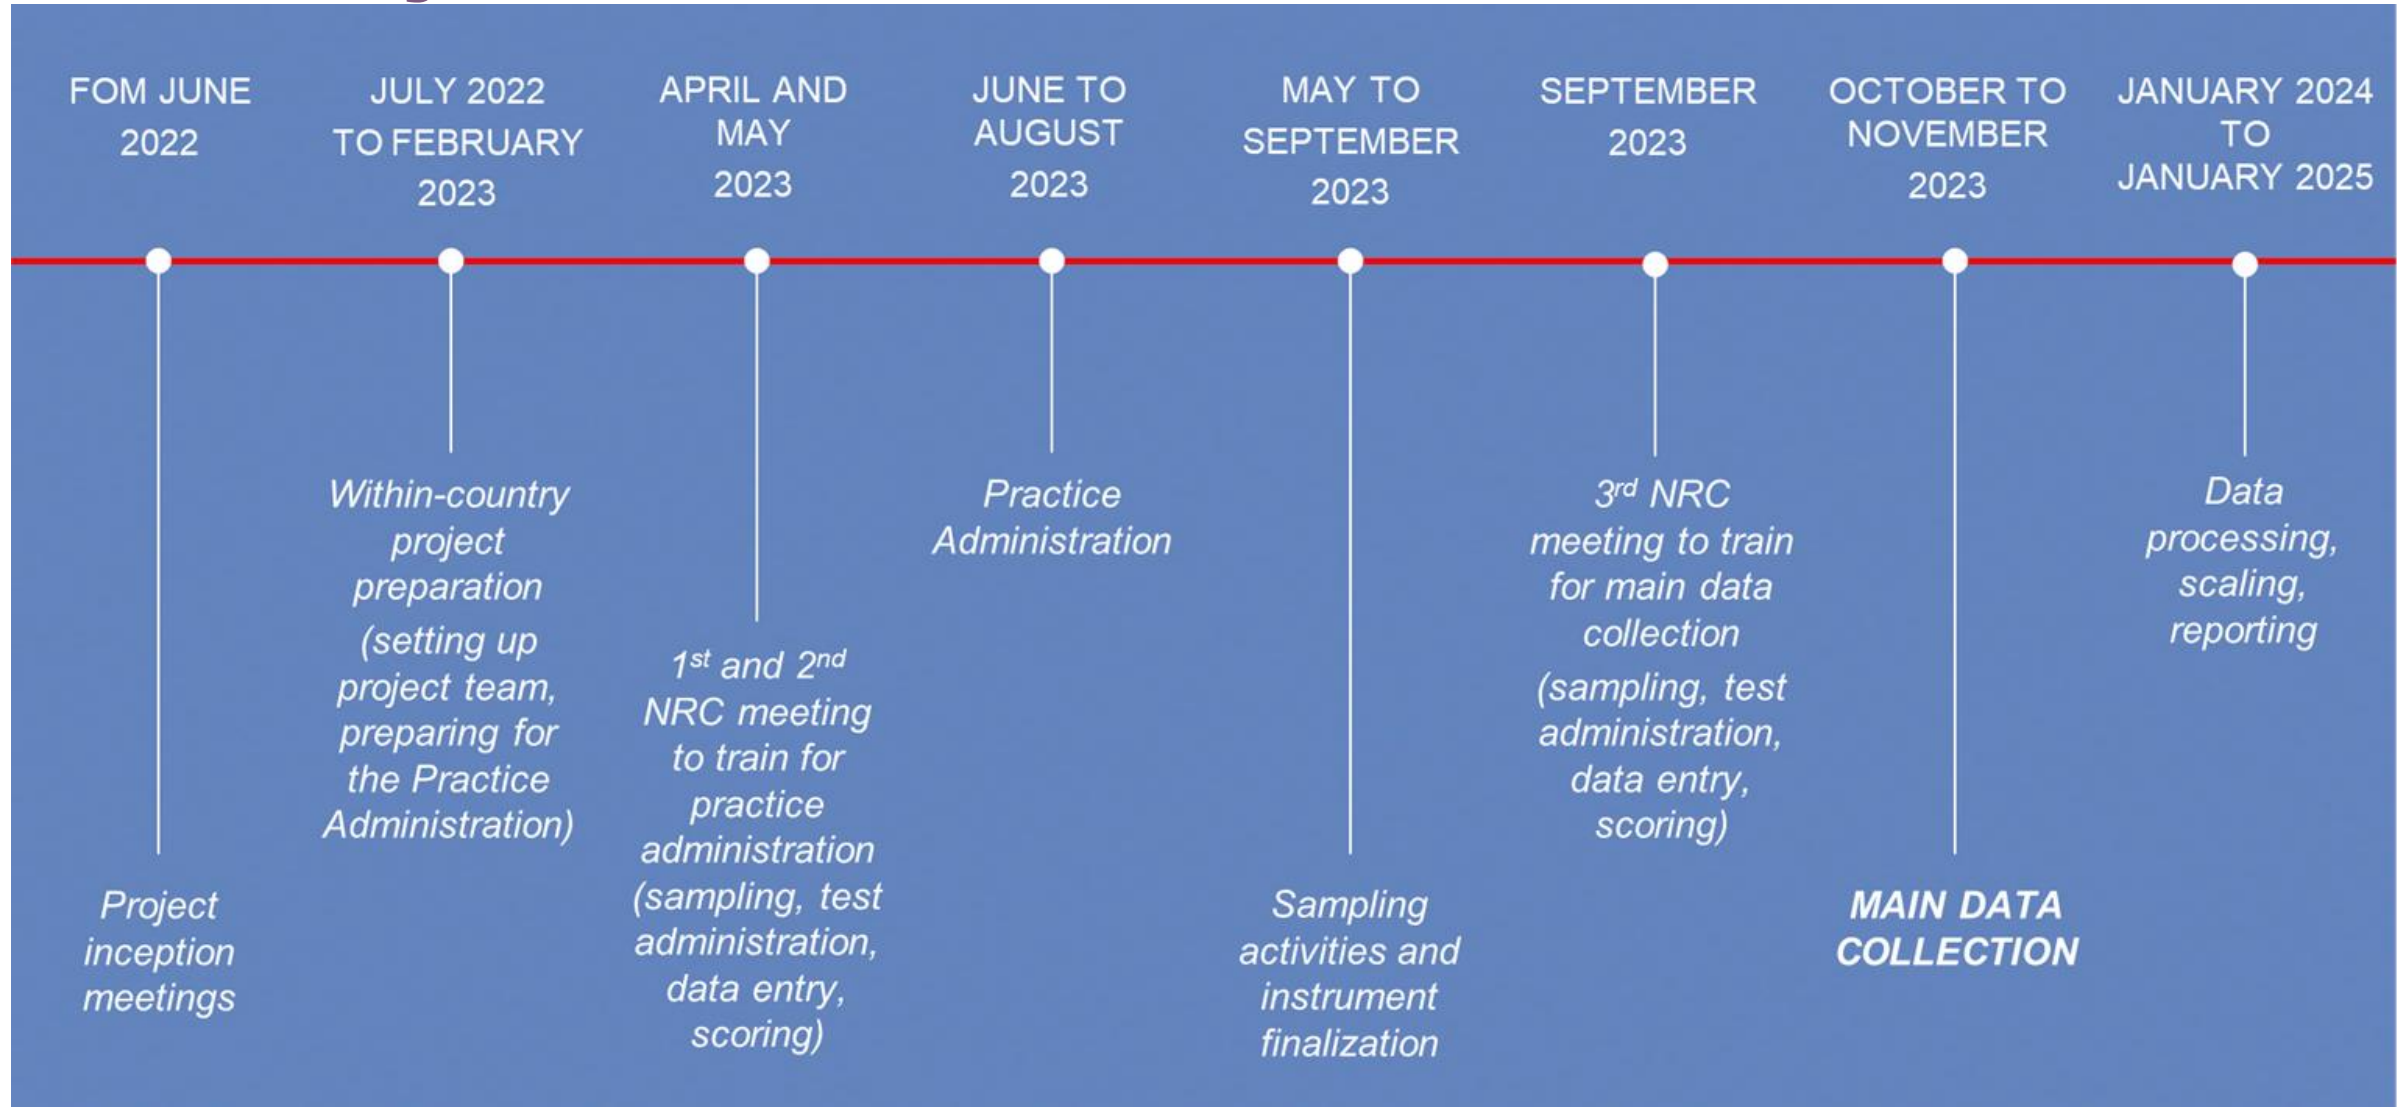 FOM JUNE
2022
JULY 2022
TO FEBRUARY
2023
APRIL AND
MAY
2023
JUNE TO
AUGUST
2023
MAY TO
SEPTEMBER
2023
SEPTEMBER
2023
OCTOBER TO
NOVEMBER
2023
JANUARY 2024
TO
JANUARY 2025
Project
inception
meetings
Within-country
project
preparation
(setting up
project team,
preparing for
the Practice
Administration)
1st and 2nd
NRC meeting
to train for
practice
administration
(sampling, test
administration,
data entry,
scoring)
Practice
Administration
Sampling
activities and
instrument
finalization
3rd NRC
meeting to train
for main data
collection
(sampling, test
administration,
data entry,
scoring)
MAIN DATA
COLLECTION
Data
processing,
scaling,
reporting